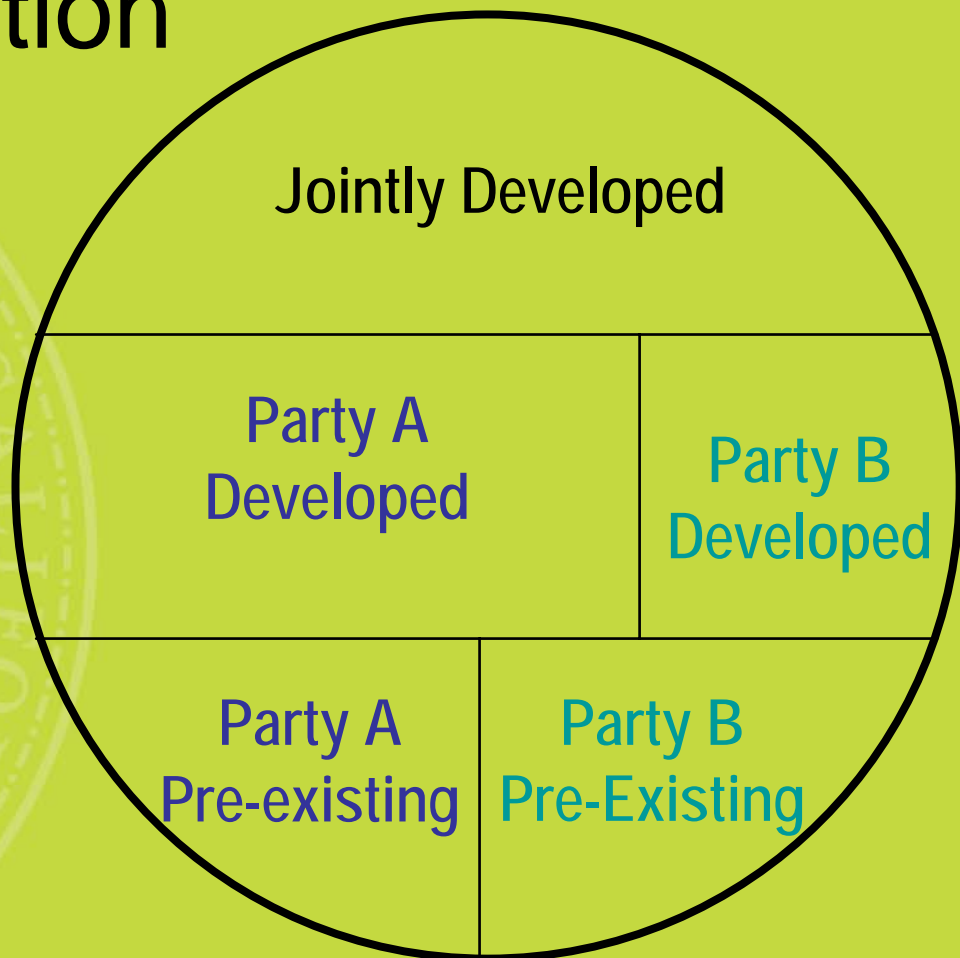 tion
Jointly Developed
Party A
Developed
Party B
Developed
Party A
Pre-existing
Party B
Pre-Existing